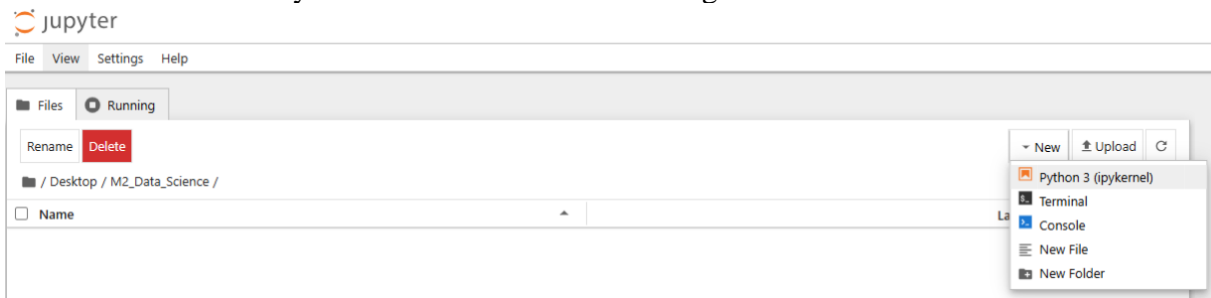 jupyter
File View Settings Help
Files Running
Rename Delete
New Upload
/ Desktop / M2_Data_Science /
Python 3 (ipykernel)
Terminal
Name La
Console
New File
New Folder